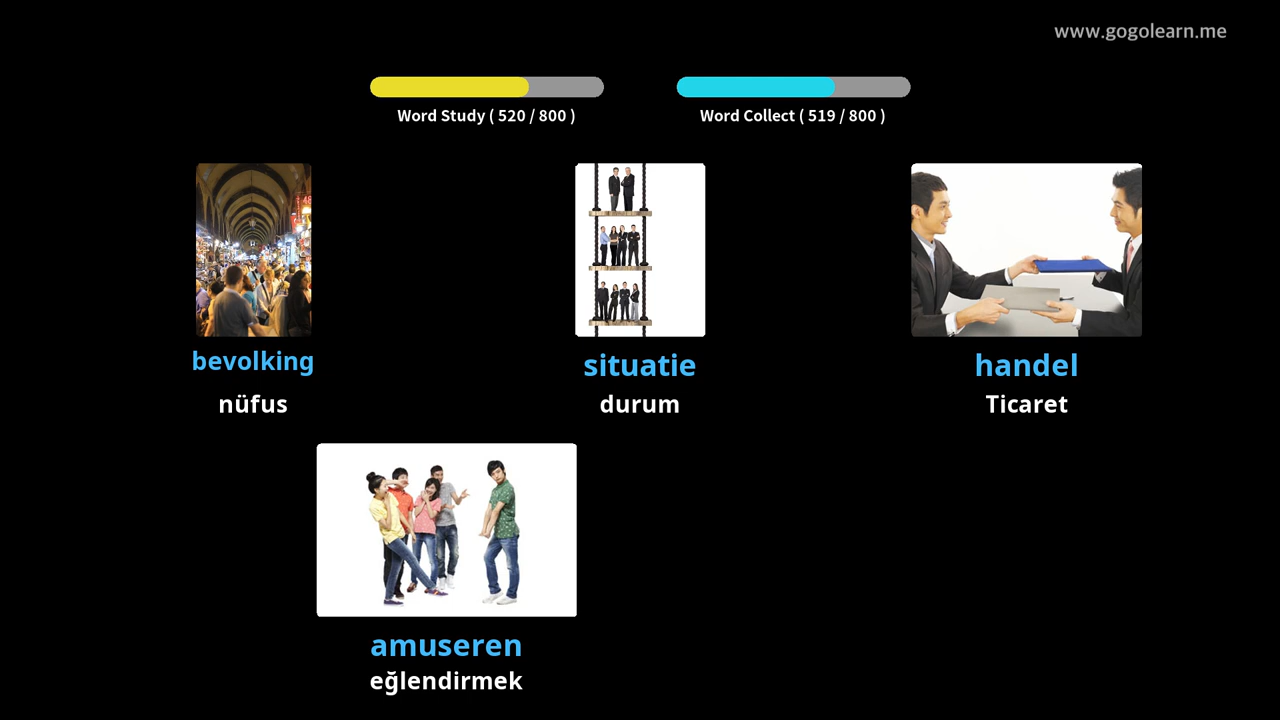 www.gogolearn.me
Word Study ( 520 / 800 )
Word Collect ( 519 / 800 )
bevolking
nüfus
situatie
durum
handel
Ticaret
amuseren
eğlendirmek